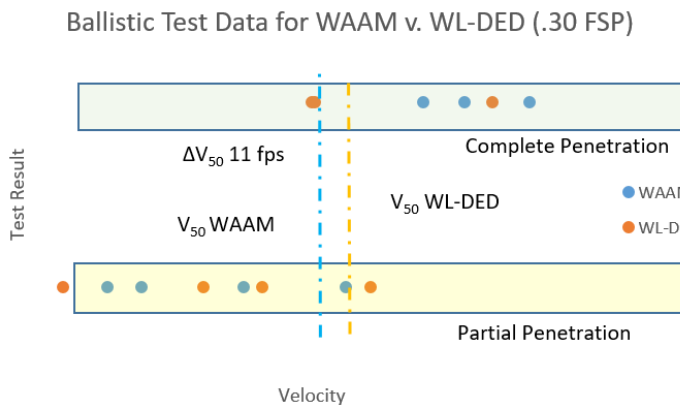 Ballistic Test Data for WAAM v. WL-DED (.30 FSP)
Complete Penetration
ΔV50 11 fps
V50 WL-DED
WAAM
V50 WAAM
WL-D
Test Result
Partial Penetration
Velocity